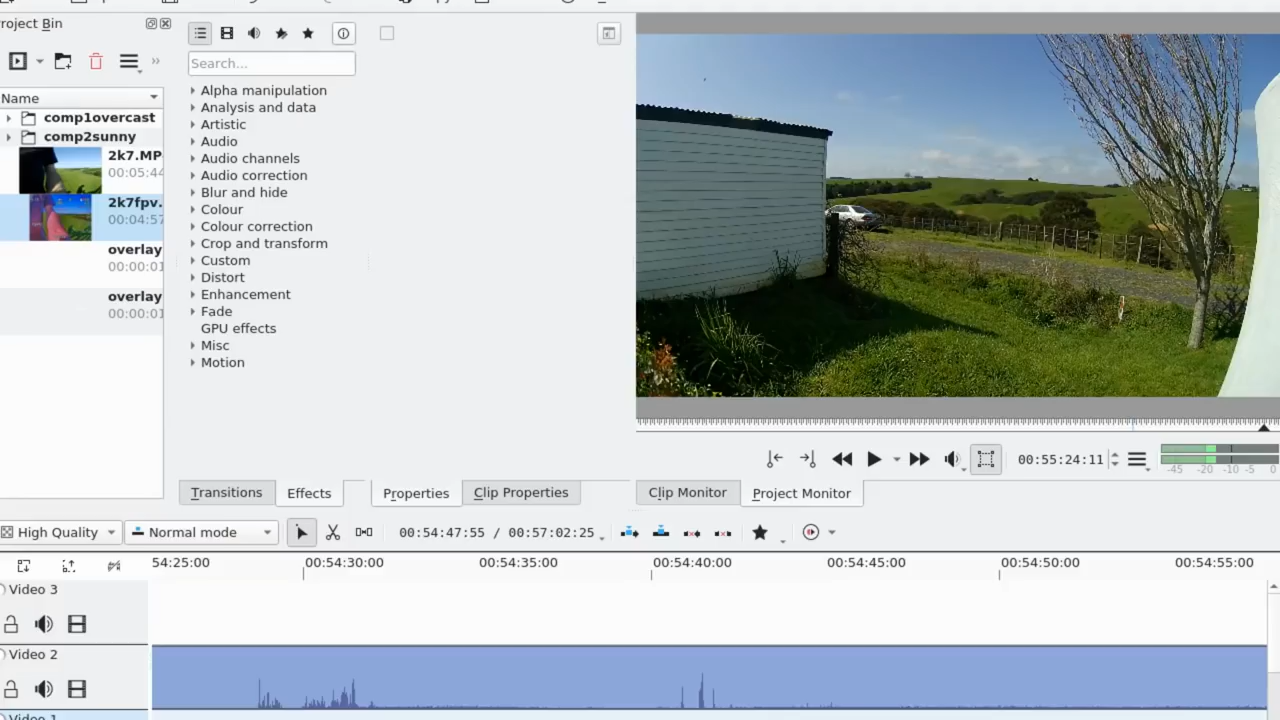 roject Bin
Search...
Name
comp1overcast
comp2sunny
2k7.MP
00:05:44
2k7fpv.
00:04:57
overlay
00:00:01
overlay
00:00:01
Alpha manipulation
Analysis and data
Artistic
Audio
Audio channels
Audio correction
Blur and hide
Colour
Colour correction
Crop and transform
Custom
Distort
Enhancement
Fade
GPU effects
Misc
Motion
00:55:24:11
-45 -20 -10 -5 0
Transitions Effects Properties Clip Properties Clip Monitor Project Monitor
High Quality Normal mode 00:54:47:55 / 00:57:02:25
54:25:00 00:54:30:00 00:54:35:00 00:54:40:00 00:54:45:00 00:54:50:00 00:54:55:00
Video 3
Video 2
Video 1